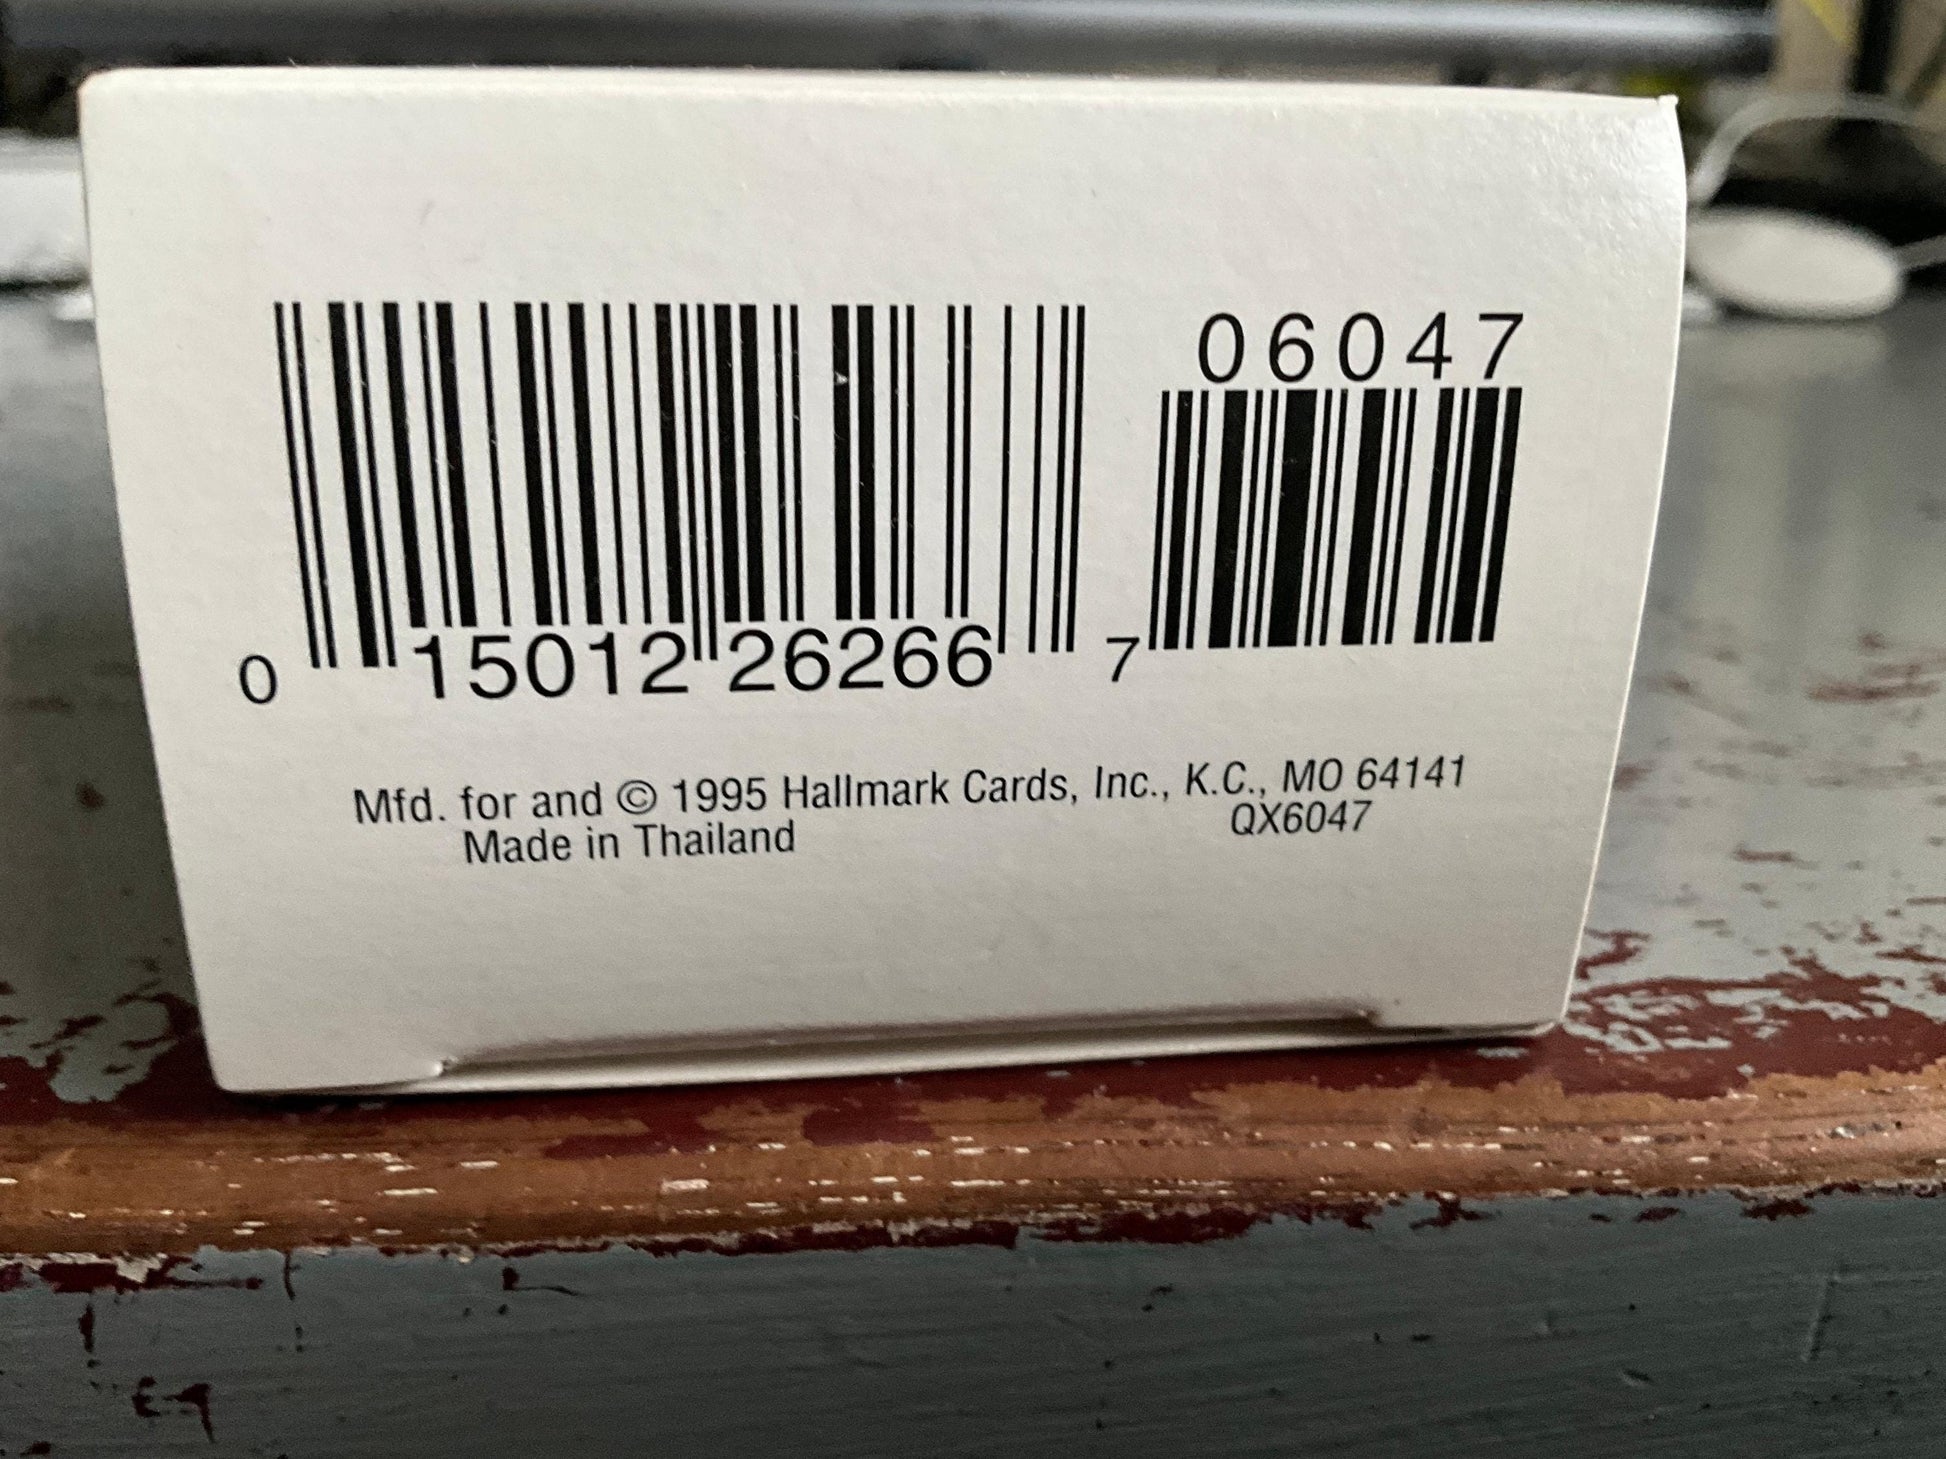 06047
0 15012 26266 7
Mfd. for and © 1995 Hallmark Cards, Inc., K.C., MO 64141
Made in Thailand QX6047